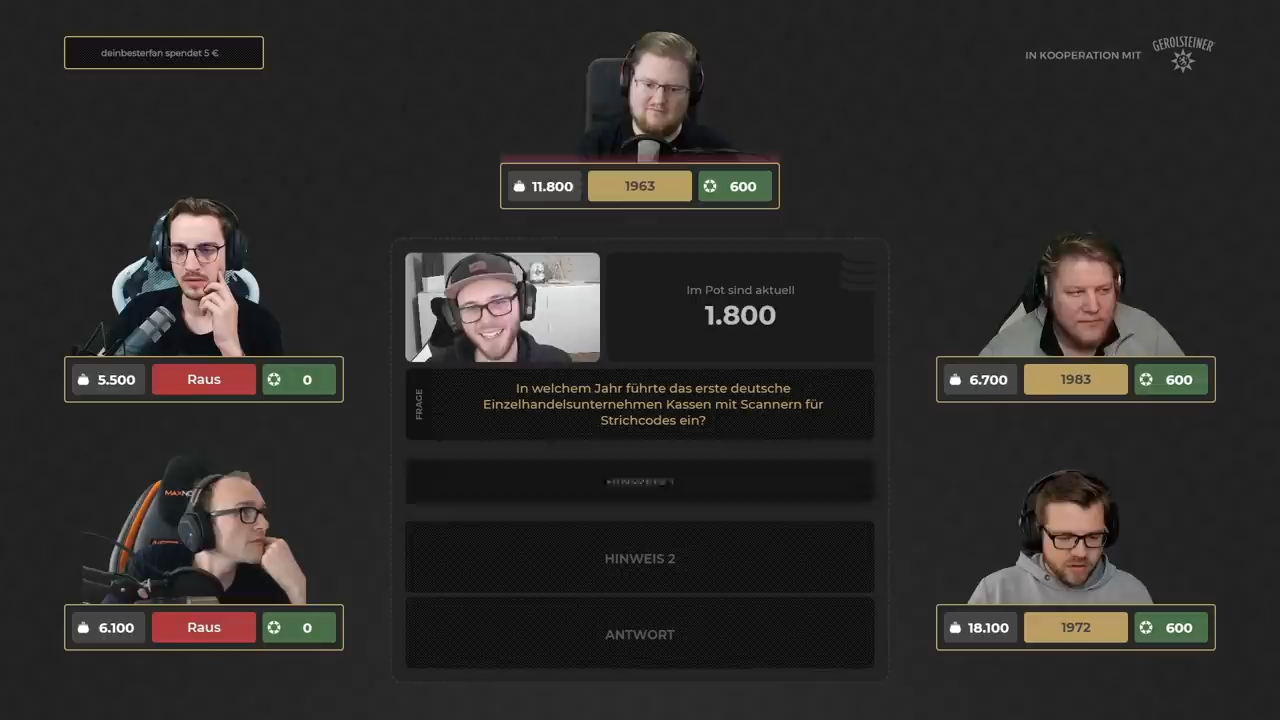 deinbesterfan spendet 5 €
IN KOOPERATION MIT
GEROLSTEINER
11.800
1963
600
5.500
Raus
0
Im Pot sind aktuell
1.800
6.700
1983
600
FRAGE
In welchem Jahr führte das erste deutsche
Einzelhandelsunternehmen Kassen mit Scannern für
Strichcodes ein?
HINWEIS 2
ANTWORT
6.100
Raus
0
18.100
1972
600